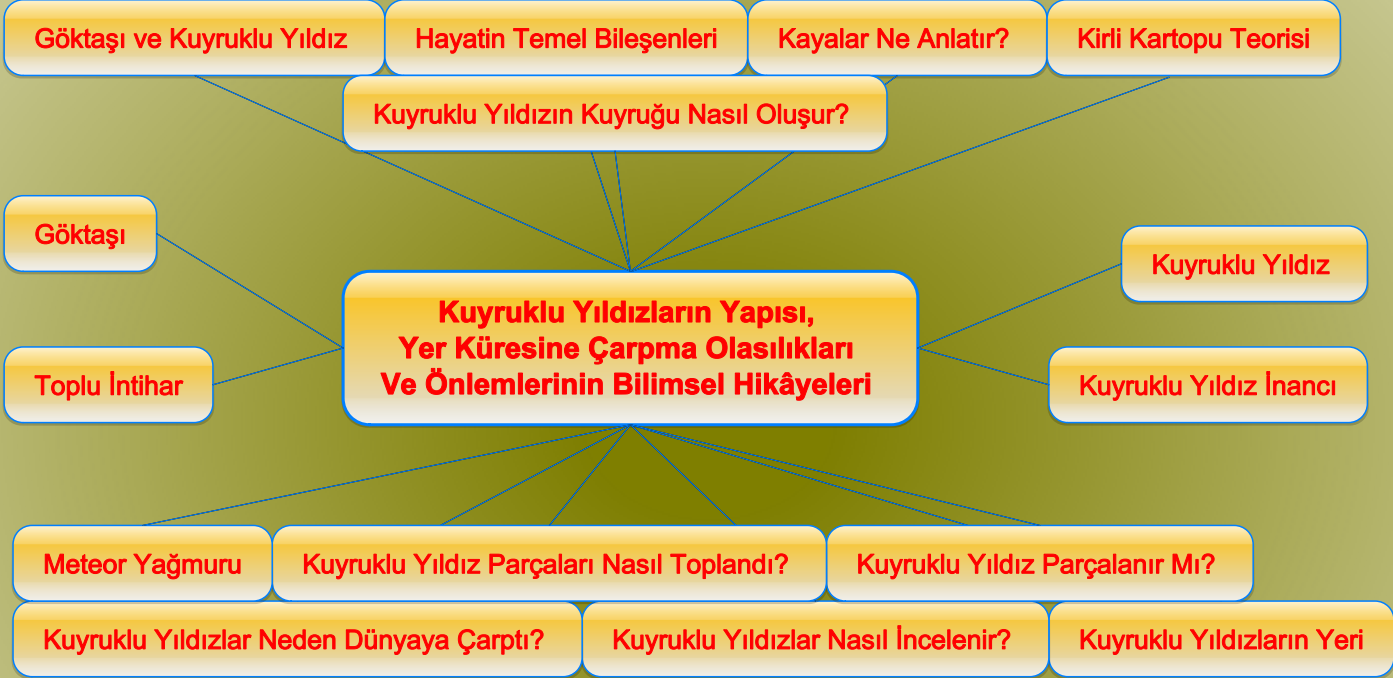 Göktaşı ve Kuyruklu Yıldız
Hayatin Temel Bileşenleri
Kayalar Ne Anlatır?
Kirli Kartopu Teorisi
Kuyruklu Yıldızın Kuyruğu Nasıl Oluşur?
Göktaşı
Kuyruklu Yıldız
Kuyruklu Yıldızların Yapısı,
Yer Küresine Çarpma Olasılıkları
Ve Önlemlerinin Bilimsel Hikâyeleri
Toplu İntihar
Kuyruklu Yıldız İnancı
Meteor Yağmuru
Kuyruklu Yıldız Parçaları Nasıl Toplandı?
Kuyruklu Yıldız Parçalanır Mı?
Kuyruklu Yıldızlar Neden Dünyaya Çarptı?
Kuyruklu Yıldızlar Nasıl İncelenir?
Kuyruklu Yıldızların Yeri